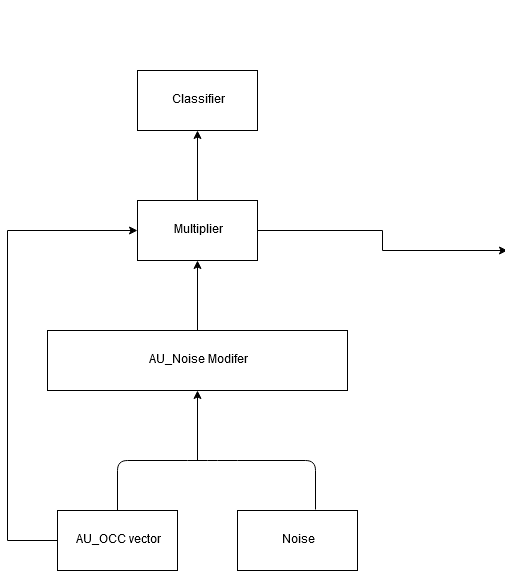 Classifier
Multiplier
AU_Noise Modifer
AU_OCC vector
Noise